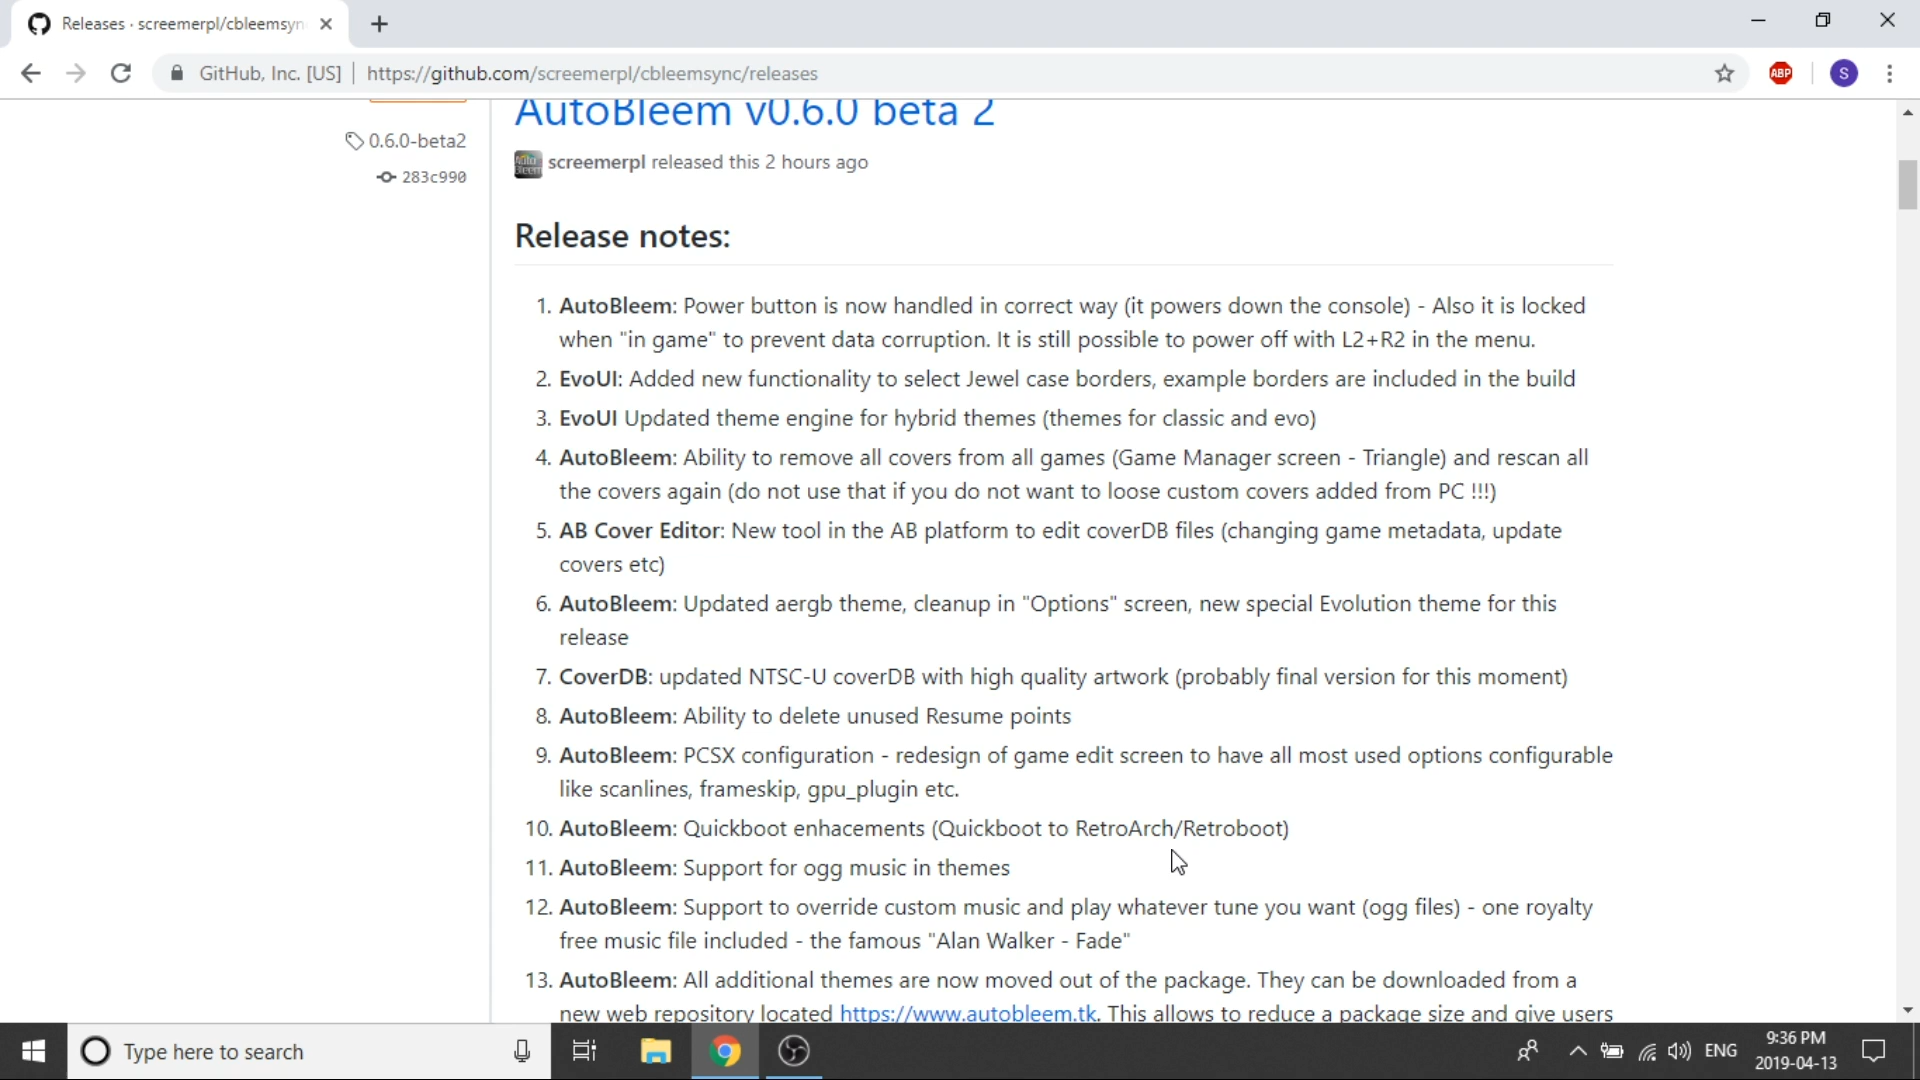 Releases · screemerpl/cbleemsyn
GitHub, Inc. [US]
https://github.com/screemerpl/cbleemsync/releases
ABP
S
AutoBleem v0.6.0 beta 2
0.6.0-beta2
screemerpl released this 2 hours ago
283c990
Release notes:
1. AutoBleem: Power button is now handled in correct way (it powers down the console) - Also it is locked
when "in game" to prevent data corruption. It is still possible to power off with L2+R2 in the menu.
2. EvoUI: Added new functionality to select Jewel case borders, example borders are included in the build
3. EvoUI Updated theme engine for hybrid themes (themes for classic and evo)
4. AutoBleem: Ability to remove all covers from all games (Game Manager screen - Triangle) and rescan all
the covers again (do not use that if you do not want to loose custom covers added from PC !!!)
5. AB Cover Editor: New tool in the AB platform to edit coverDB files (changing game metadata, update
covers etc)
6. AutoBleem: Updated aergb theme, cleanup in "Options" screen, new special Evolution theme for this
release
7. CoverDB: updated NTSC-U coverDB with high quality artwork (probably final version for this moment)
8. AutoBleem: Ability to delete unused Resume points
9. AutoBleem: PCSX configuration - redesign of game edit screen to have all most used options configurable
like scanlines, frameskip, gpu_plugin etc.
10. AutoBleem: Quickboot enhacements (Quickboot to RetroArch/Retroboot)
11. AutoBleem: Support for ogg music in themes
12. AutoBleem: Support to override custom music and play whatever tune you want (ogg files) - one royalty
free music file included - the famous "Alan Walker - Fade"
13. AutoBleem: All additional themes are now moved out of the package. They can be downloaded from a
new web repository located https://www.autobleem.tk. This allows to reduce a package size and give users
Type here to search
ENG
9:36 PM
2019-04-13